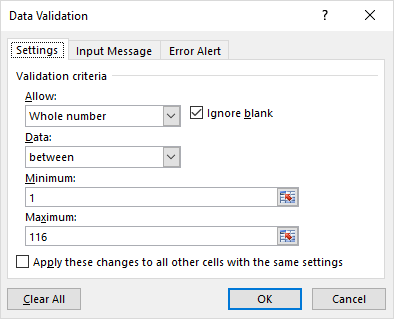 Data Validation ?
Settings Input Message Error Alert
Validation criteria
Allow:
Whole number Ignore blank
Data:
between
Minimum:
1
Maximum:
116
Apply these changes to all other cells with the same settings
Clear All OK Cancel